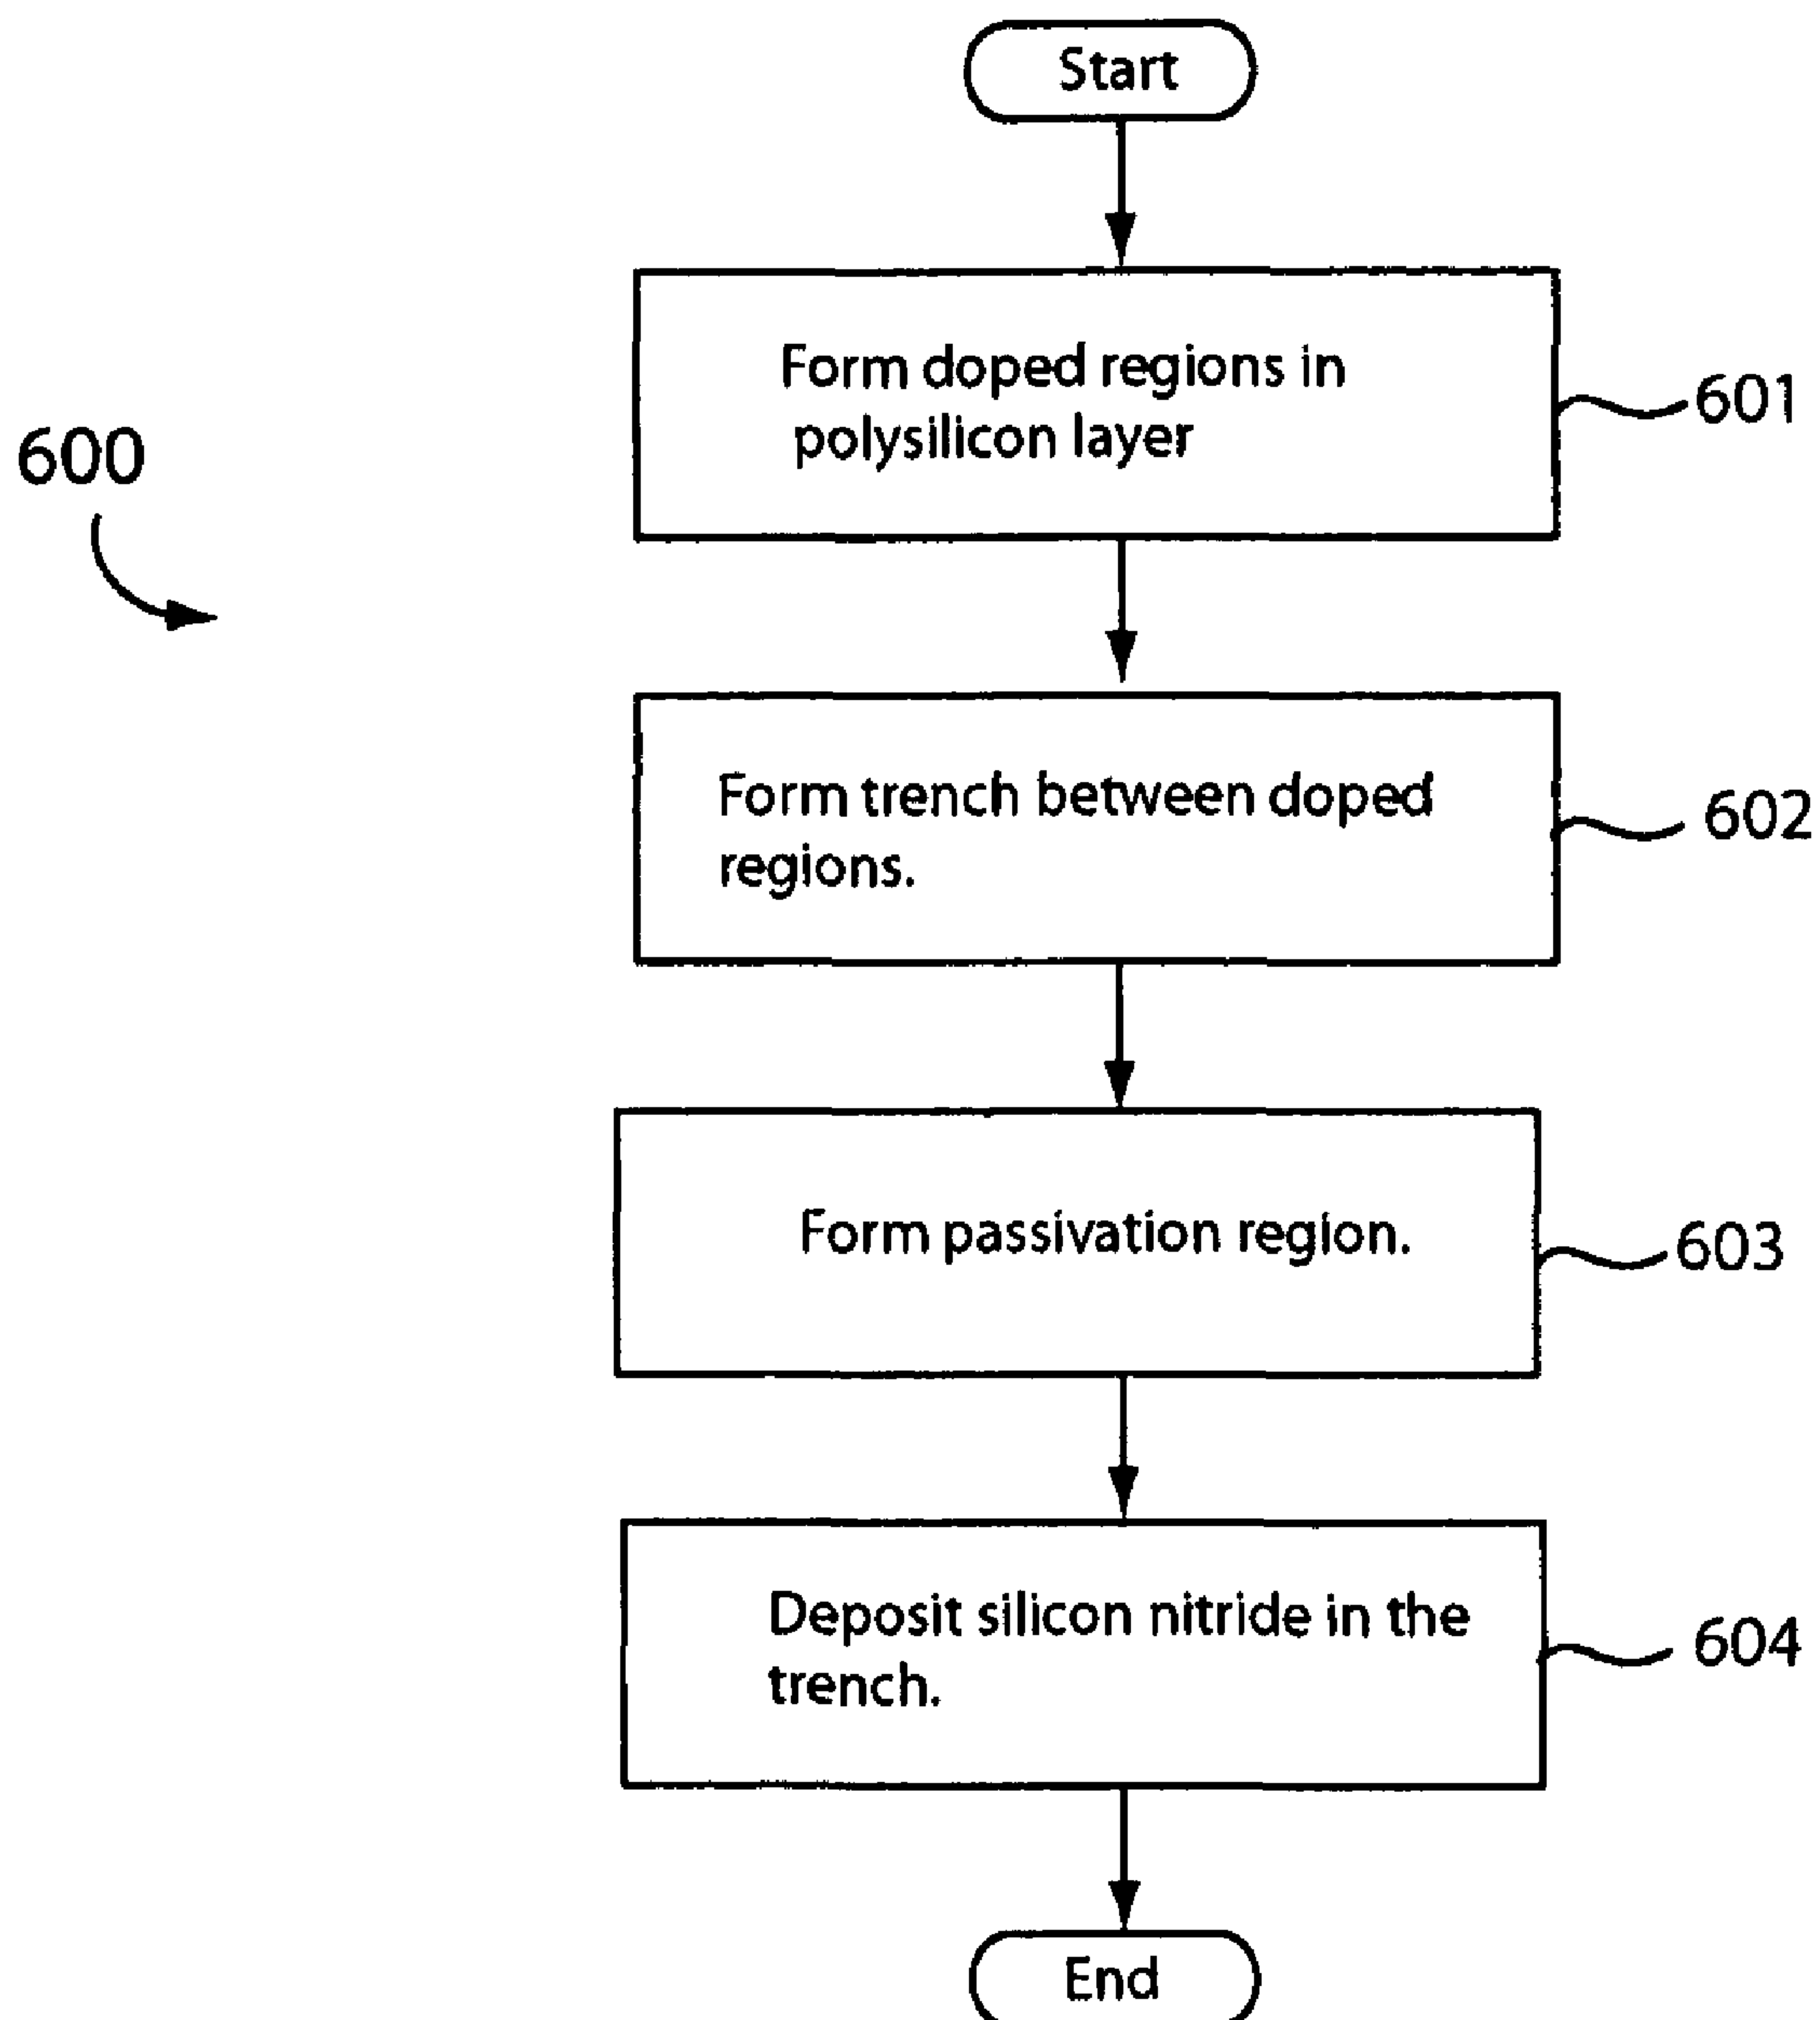 Start
Form doped regions in
polysilicon layer
601
600
Form trench between doped
regions.
602
Form passivation region.
603
Deposit silicon nitride in the
trench.
604
End